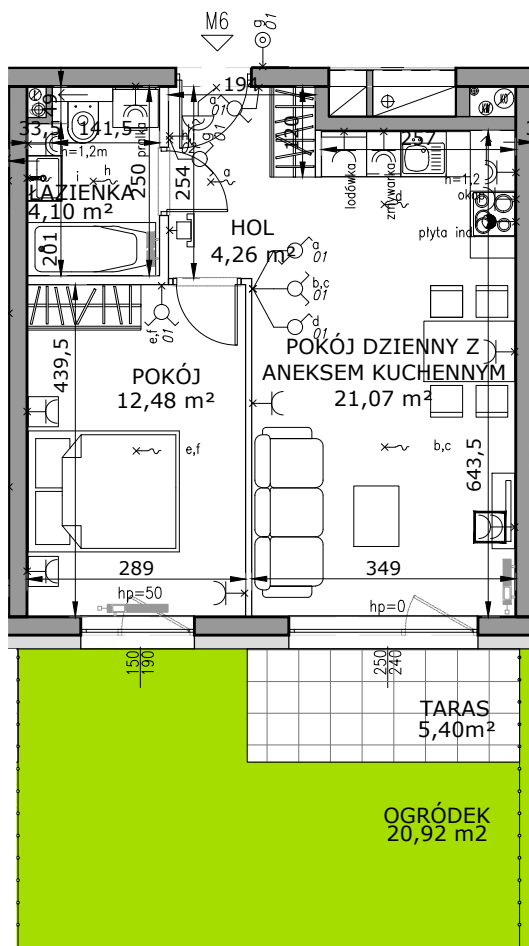 M6
a
01
194
49
33,5
141,5
pralka
h=1,2m
i
h
250
254
a
120
257
lodówka
zmywarka
d
h=1,2
okap
płyta ind.
ŁAZIENKA
4,10 m²
201
HOL
4,26 m²
a
01
b,c
01
d
01
e,f
01
439,5
POKÓJ
12,48 m²
POKÓJ DZIENNY Z
ANEKSEM KUCHENNYM
21,07 m²
e,f
b,c
643,5
289
349
hp=50
hp=0
150
190
250
240
TARAS
5,40m²
OGRÓDEK
20,92 m2